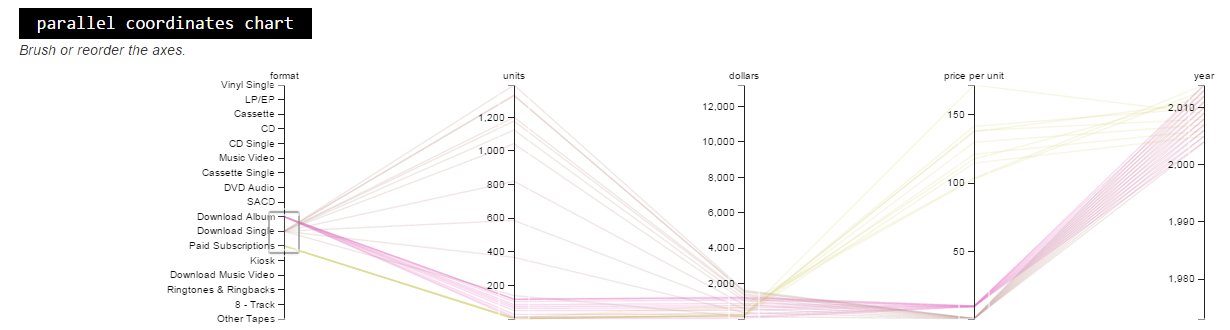 parallel coordinates chart
Brush or reorder the axes.
format units dollars price per unit year
Vinyl Single
LP/EP
Cassette
CD
CD Single
Music Video
Cassette Single
DVD Audio
SACD
Download Album
Download Single
Paid Subscriptions
Kiosk
Download Music Video
Ringtones & Ringbacks
8 - Track
Other Tapes
1,200
1,000
800
600
400
200
12,000
10,000
8,000
6,000
4,000
2,000
150
100
50
2,010
2,000
1,990
1,980